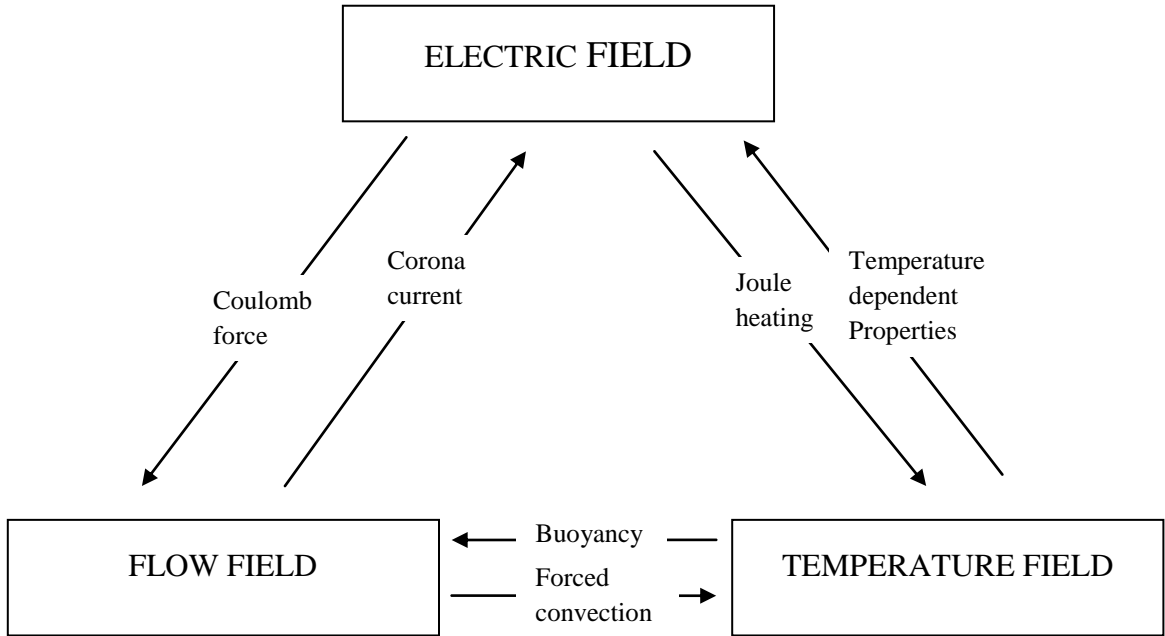 ELECTRIC FIELD
Coulomb
force
Corona
current
Joule
heating
Temperature
dependent
Properties
FLOW FIELD
Buoyancy
Forced
convection
TEMPERATURE FIELD